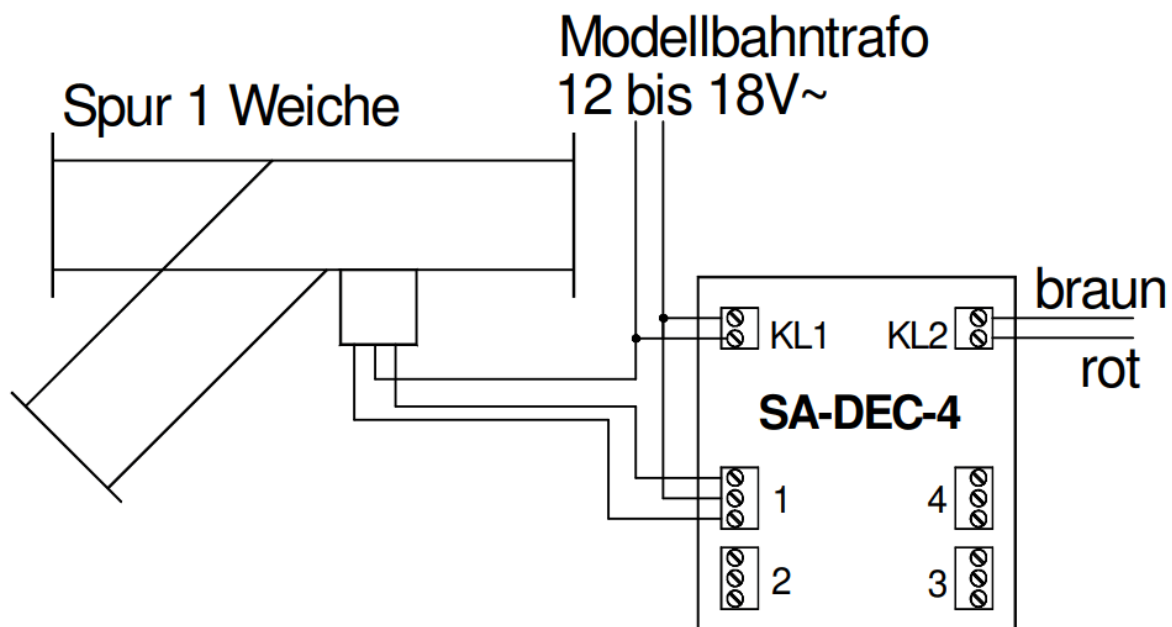 Modellbahntrafo
12 bis 18V~
Spur 1 Weiche
braun
KL1
KL2
rot
SA-DEC-4
1
4
2
3